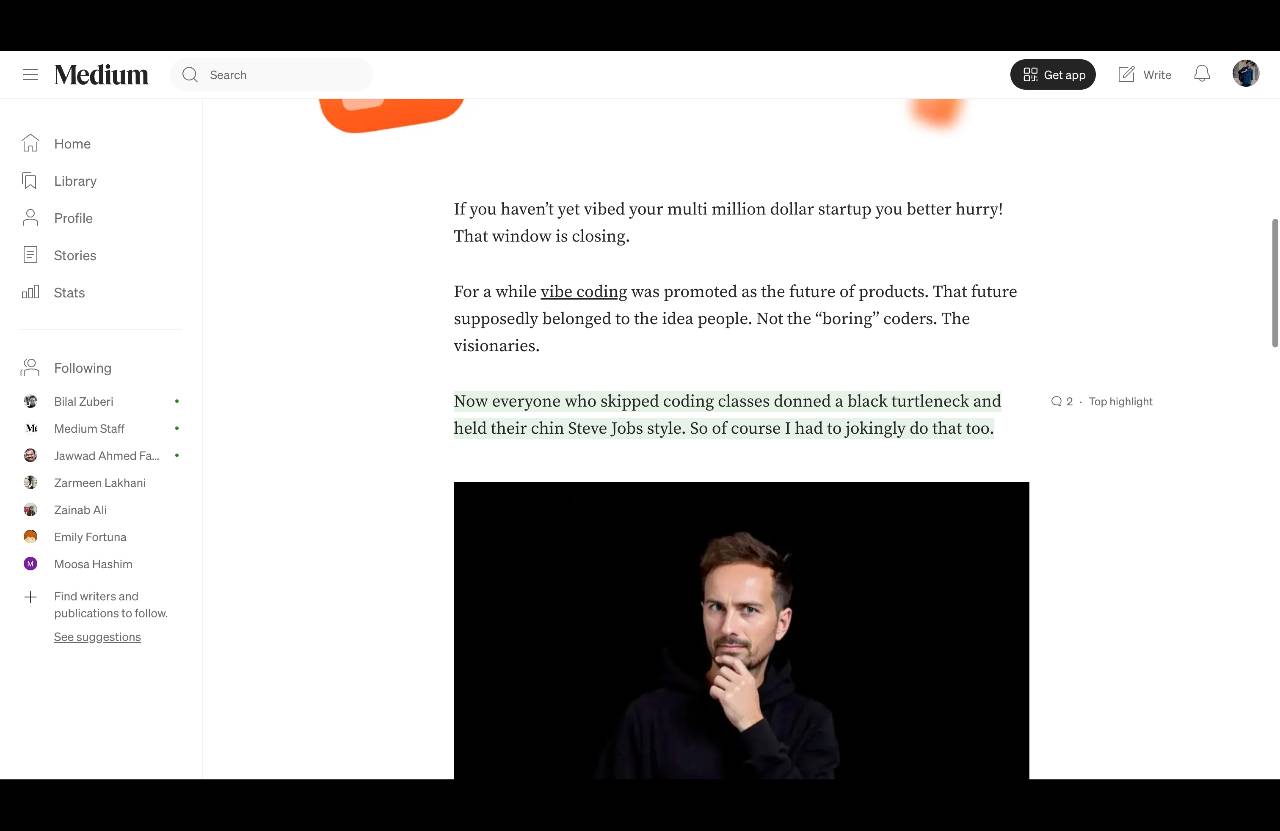 Medium
Search
Get app
Write
Home
Library
Profile
Stories
Stats
Following
Bilal Zuberi
Medium Staff
Jawwad Ahmed Fa...
Zarmeen Lakhani
Zainab Ali
Emily Fortuna
M
Moosa Hashim
Find writers and
publications to follow.
See suggestions
If you haven’t yet vibed your multi million dollar startup you better hurry!
That window is closing.
For a while vibe coding was promoted as the future of products. That future
supposedly belonged to the idea people. Not the “boring” coders. The
visionaries.
Now everyone who skipped coding classes donned a black turtleneck and
held their chin Steve Jobs style. So of course I had to jokingly do that too.
2 · Top highlight